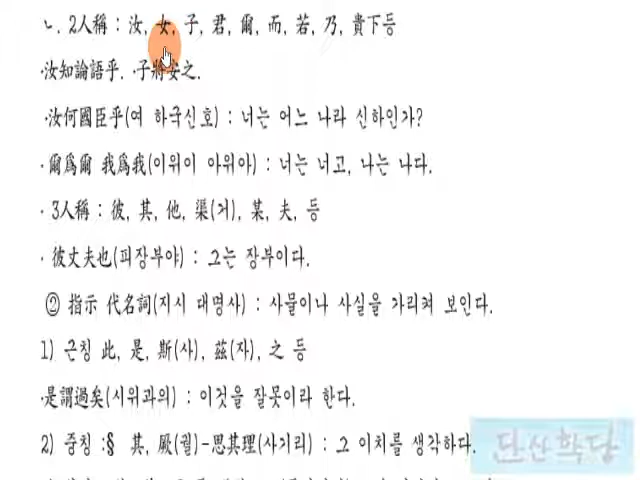 ㄴ. 2人稱 : 汝, 女, 子, 君, 爾, 而, 若, 乃, 貴下등
·汝知論語乎. ·子將安之.
·汝何國臣乎(여 하국신호) : 너는 어느 나라 신하인가?
·爾爲爾 我爲我(이위이 아위아) : 너는 너고, 나는 나다.
· 3人稱 : 彼, 其, 他, 渠(거), 某, 夫, 등
· 彼丈夫也(피장부야) : 그는 장부이다.
② 指示 代名詞(지시 대명사) : 사물이나 사실을 가리켜 보인다.
1) 근칭 此, 是, 斯(사), 玆(자), 之 등
·是謂過矣(시위과의) : 이것을 잘못이라 한다.
2) 중칭 :§ 其, 厥(궐)-思其理(사기리) : 그 이치를 생각하다.
단산학당